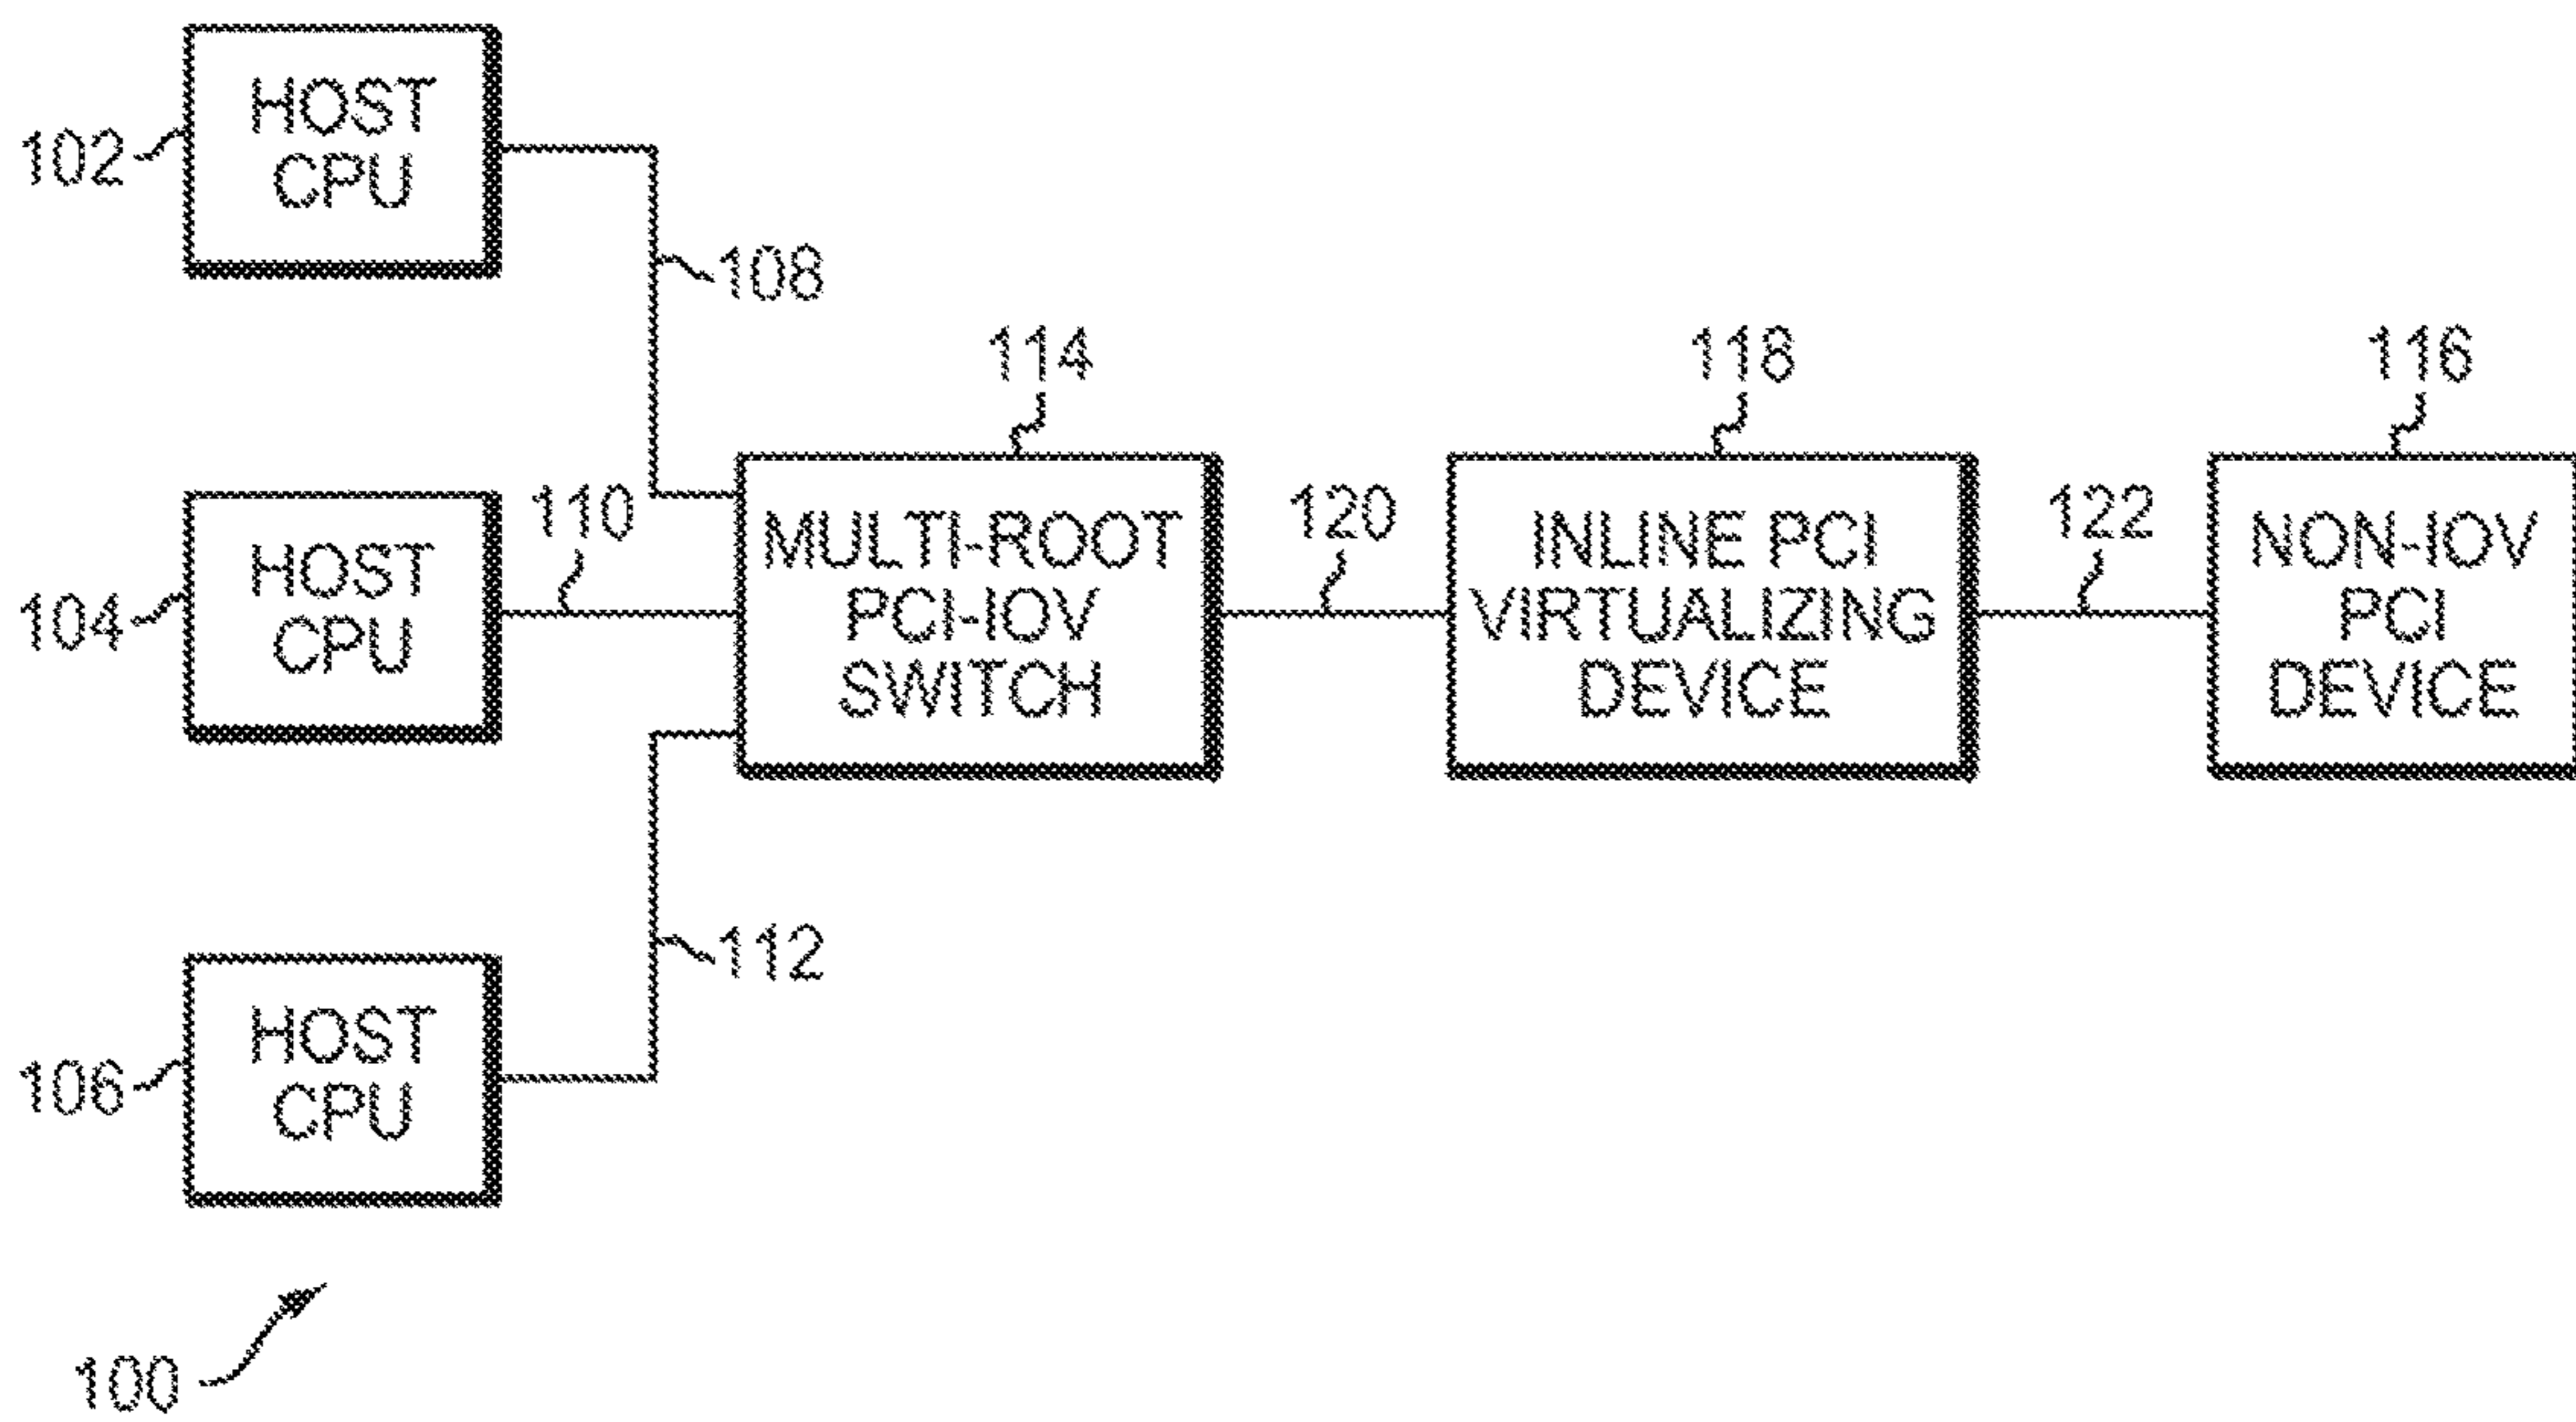 HOST
CPU
102
108
114
118
116
HOST
CPU
104
110
MULTI-ROOT
PCI-IOV
SWITCH
120
INLINE PCI
VIRTUALIZING
DEVICE
122
NON-IOV
PCI
DEVICE
112
HOST
CPU
106
100